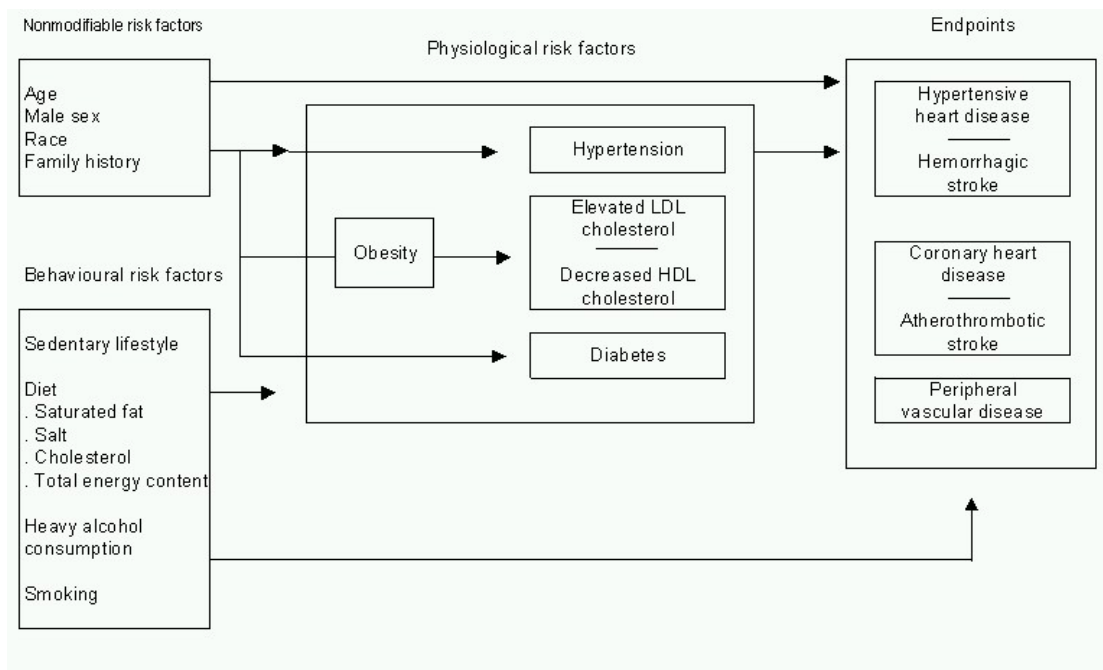 Nonmodifiable risk factors
Age
Male sex
Race
Family history
Behavioural risk factors
Sedentary lifestyle
Diet
. Saturated fat
. Salt
. Cholesterol
. Total energy content
Heavy alcohol
consumption
Smoking
Physiological risk factors
Obesity
Hypertension
Elevated LDL
cholesterol
Decreased HDL
cholesterol
Diabetes
Endpoints
Hypertensive
heart disease
Hemorrhagic
stroke
Coronary heart
disease
Atherothrombotic
stroke
Peripheral
vascular disease